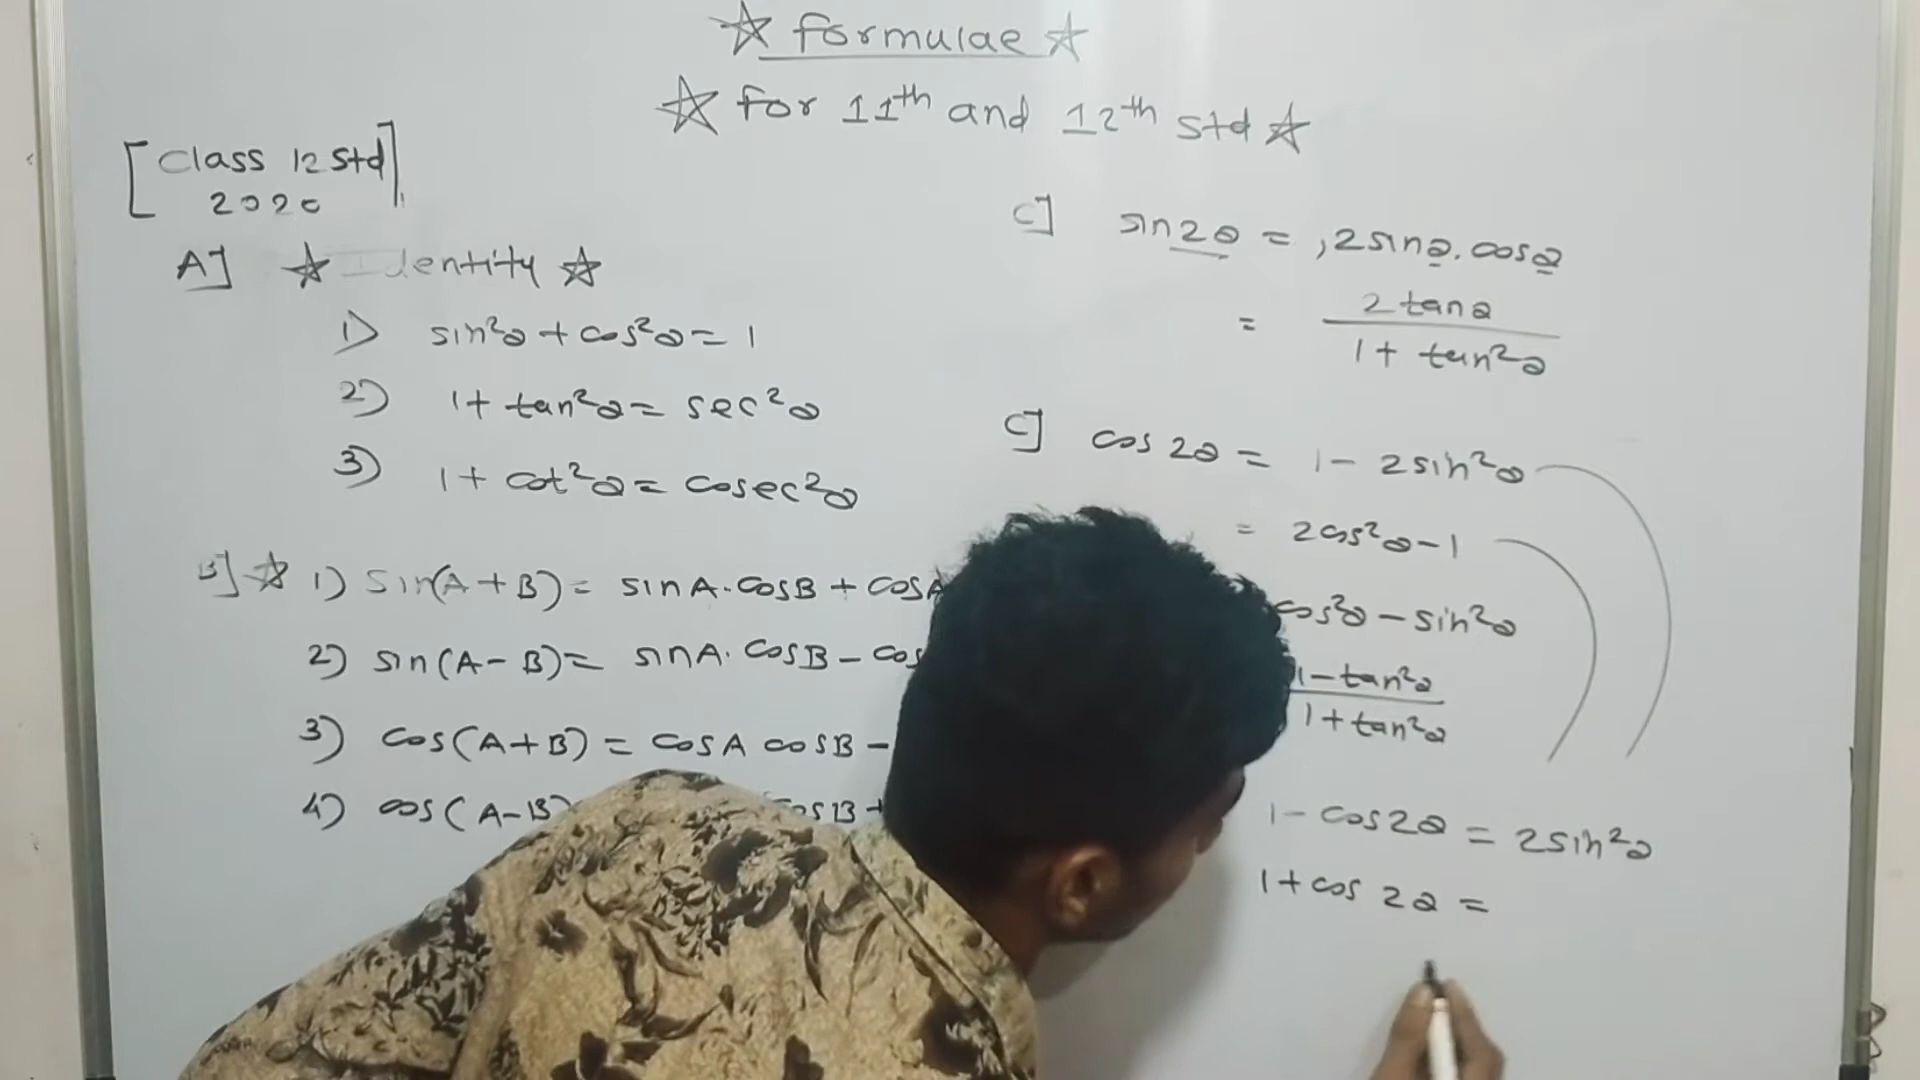 ☆ Formulae ☆
☆ For 11th and 12th std ☆
[Class 12 std]
2020
A] ☆ Identity ☆
1) sin²θ + cos²θ = 1
2) 1 + tan²θ = sec²θ
3) 1 + cot²θ = cosec²θ
B] ☆ 1) sin(A + B) = sinA·cosB + cosA
2) sin(A - B) = sinA· cosB - cos
3) cos(A + B) = cosA cosB -
4) cos(A - B) cosB +
C] sin2θ = ,2sinθ.cosθ
= 2tanθ / 1 + tan²θ
C] cos 2θ = 1 - 2sin²θ
= 2cos²θ - 1
cos²θ - sin²θ
1 - tan²θ / 1 + tan²θ
1 - cos2θ = 2sin²θ
1 + cos 2θ =